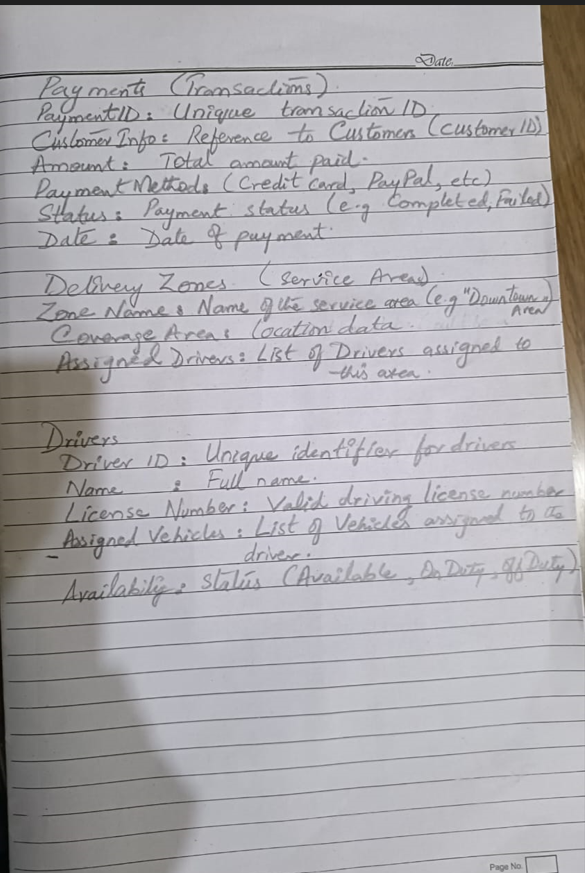 Date.
Payments (Transactions).
PaymentID: Unique transaction ID.
Customer Info: Reference to Customers (customer ID)
Amount: Total amount paid.
Payment Methods (Credit card, PayPal, etc)
Status: Payment status (e.g Completed, Failed)
Date: Date of payment.
Delivery Zones. (Service Areas)
Zone Name: Name of the service area (e.g "Downtown"
Area)
Coverage Area: location data.
Assigned Drivers: List of Drivers assigned to
this area.
Drivers
Driver ID: Unique identifier for drivers
Name : Full name.
License Number: Valid driving license number
- Assigned Vehicles: List of Vehicles assigned to a
driver.
Availability: Status (Available, On Duty, Off Duty)
Page No.